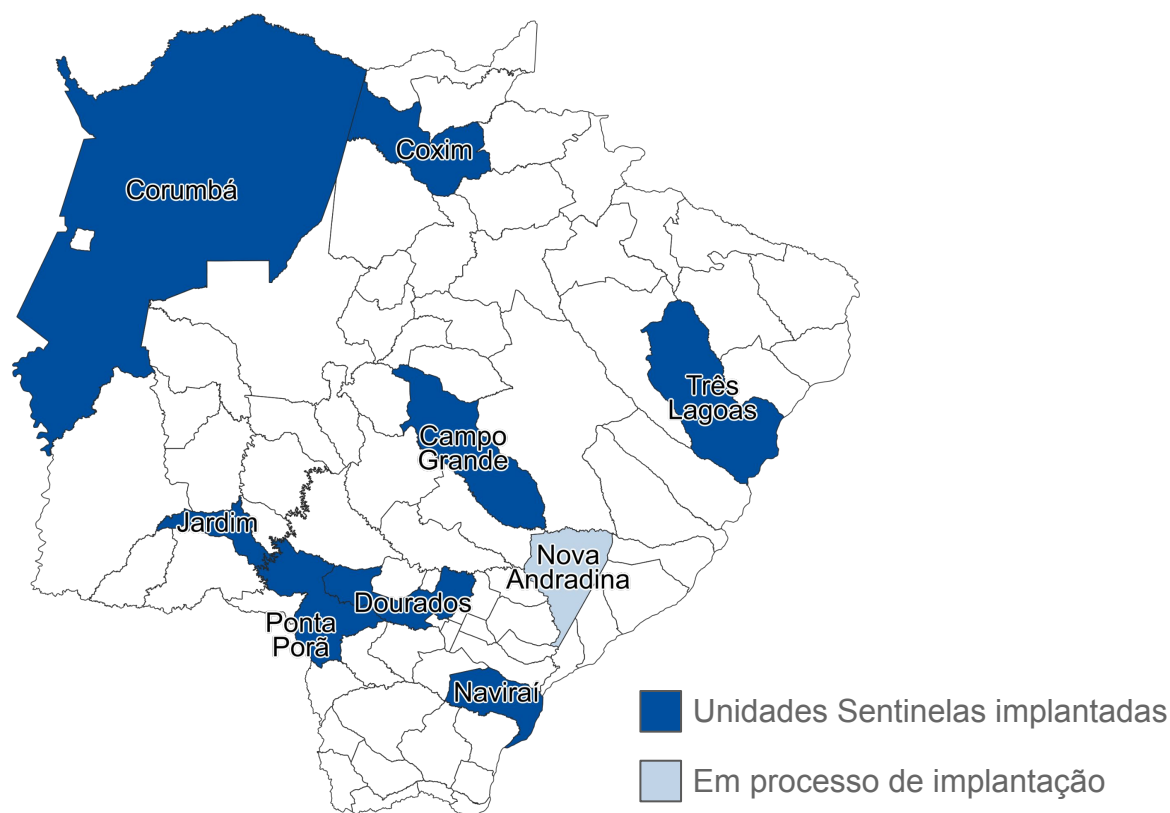 Coxim
Corumbá
Três
Lagoas
Campo
Grande
Jardim
Nova
Andradina
Dourados
Ponta
Porã
Naviraí
Unidades Sentinelas implantadas
Em processo de implantação